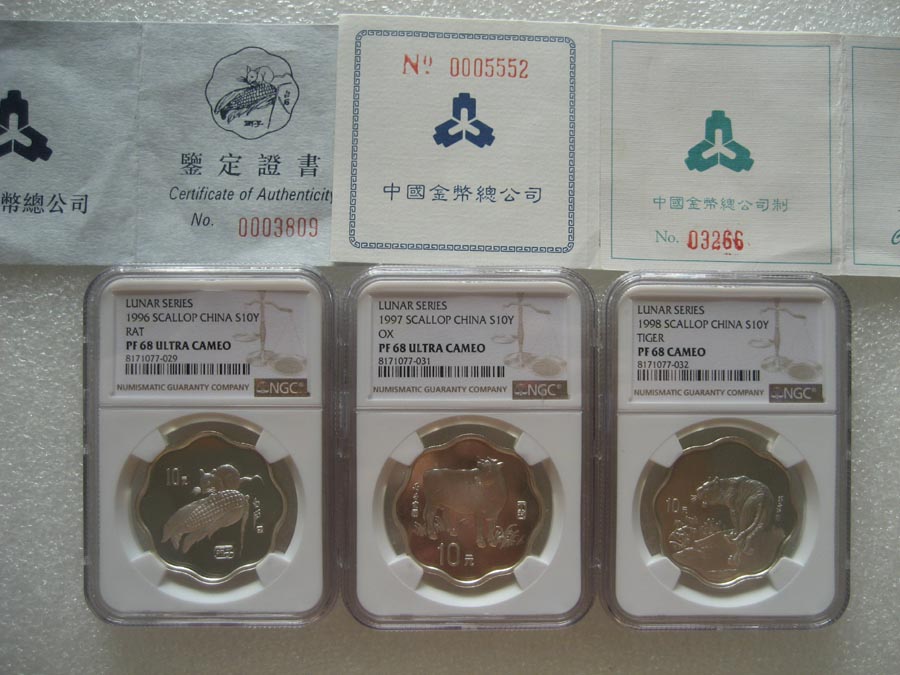 幣總公司
鑒定證書
Certificate of Authenticity
No. 0003809
Nº 0005552
中國金幣總公司
中國金幣總公司制
No. 03266
LUNAR SERIES
1996 SCALLOP CHINA S10Y
RAT
PF 68 ULTRA CAMEO
8171077-029
NUMISMATIC GUARANTY COMPANY
NGC®
10元
LUNAR SERIES
1997 SCALLOP CHINA S10Y
OX
PF 68 ULTRA CAMEO
8171077-031
NUMISMATIC GUARANTY COMPANY
NGC®
10元
LUNAR SERIES
1998 SCALLOP CHINA S10Y
TIGER
PF 68 CAMEO
8171077-032
NUMISMATIC GUARANTY COMPANY
NGC®
10元